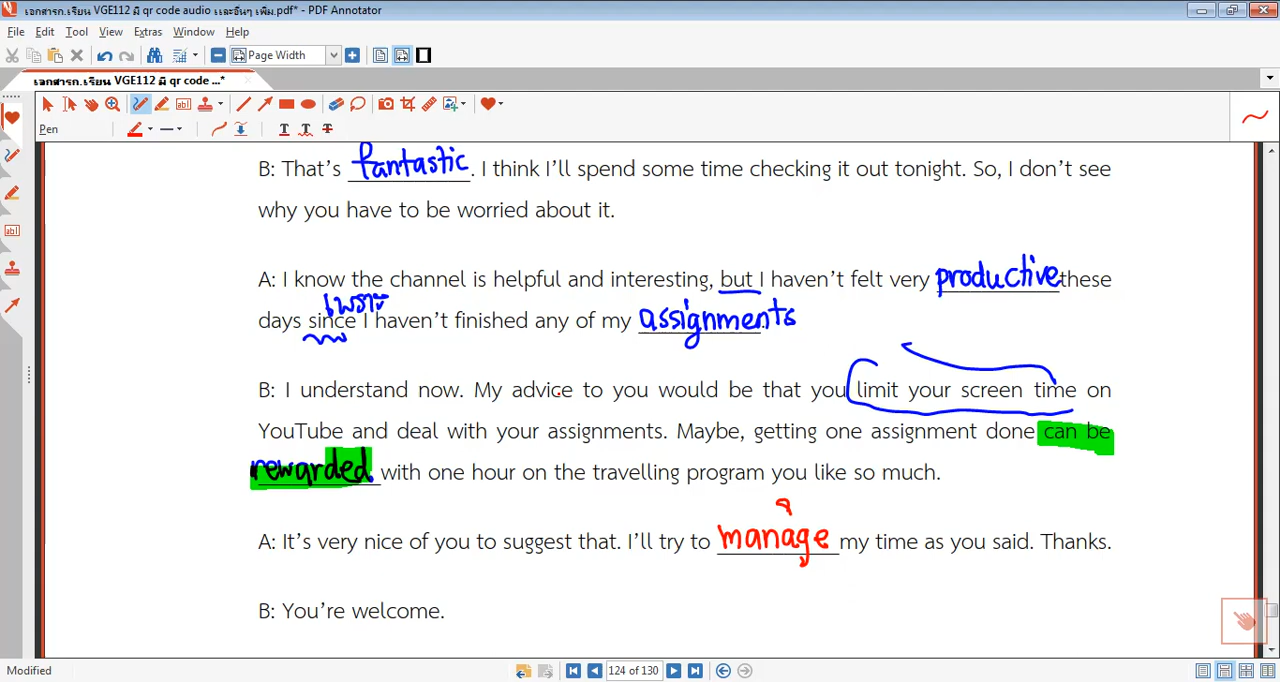 เอกสารก.เรียน VGE112 มี qr code audio และอื่นๆ เพิ่ม.pdf* - PDF Annotator
File Edit Tool View Extras Window Help
Page Width
เอกสารก.เรียน VGE112 มี qr code ...*
Pen
B: That's fantastic. I think I'll spend some time checking it out tonight. So, I don't see
why you have to be worried about it.
A: I know the channel is helpful and interesting, but I haven't felt very productive these
เพราะ
days since I haven't finished any of my assignments
B: I understand now. My advice to you would be that you limit your screen time on
YouTube and deal with your assignments. Maybe, getting one assignment done can be
rewarded. with one hour on the travelling program you like so much.
A: It's very nice of you to suggest that. I'll try to manage my time as you said. Thanks.
B: You're welcome.
Modified
124 of 130